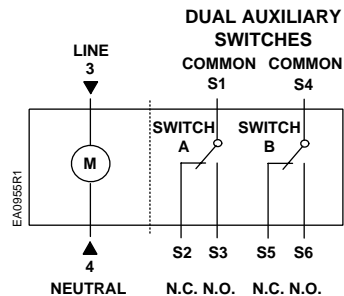 DUAL AUXILIARY
SWITCHES
LINE
3
COMMON COMMON
S1 S4
SWITCH
A
SWITCH
B
M
EA0955R1
4
NEUTRAL
S2 S3 S5 S6
N.C. N.O. N.C. N.O.